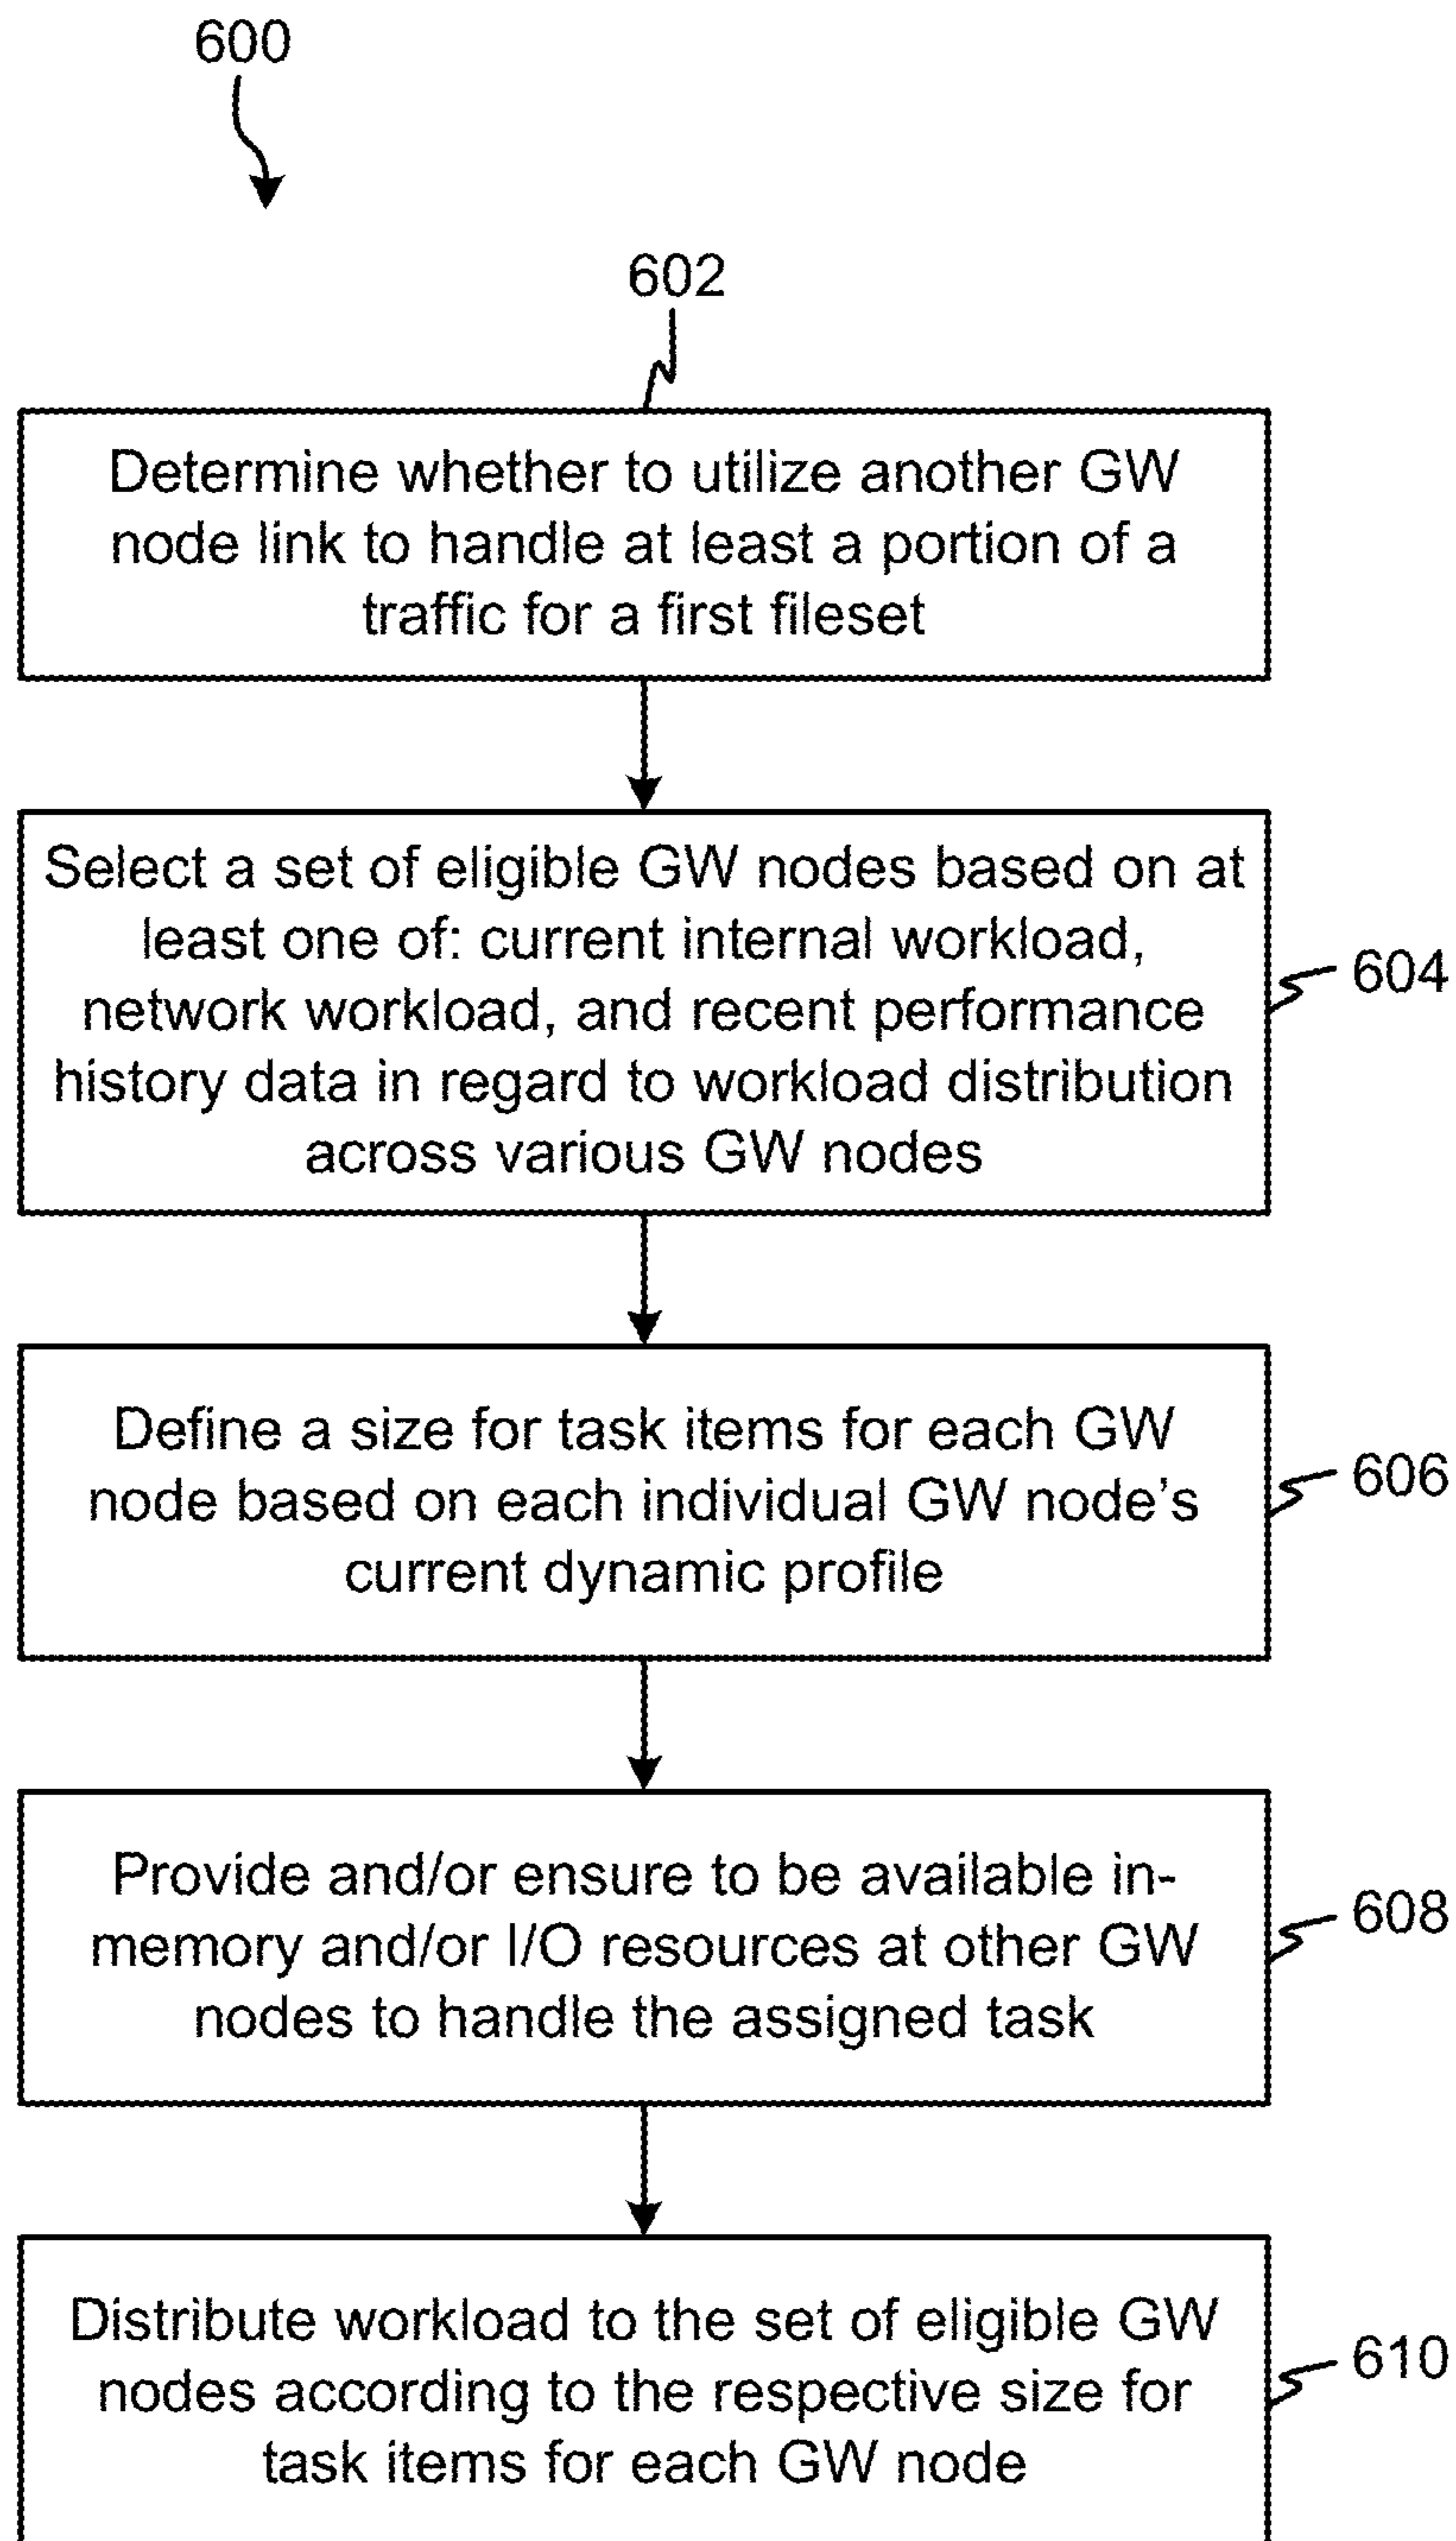 600
602
Determine whether to utilize another GW
node link to handle at least a portion of a
traffic for a first fileset
Select a set of eligible GW nodes based on at
least one of: current internal workload,
network workload, and recent performance
history data in regard to workload distribution
across various GW nodes
604
Define a size for task items for each GW
node based on each individual GW node's
current dynamic profile
606
Provide and/or ensure to be available in-
memory and/or I/O resources at other GW
nodes to handle the assigned task
608
Distribute workload to the set of eligible GW
nodes according to the respective size for
task items for each GW node
610